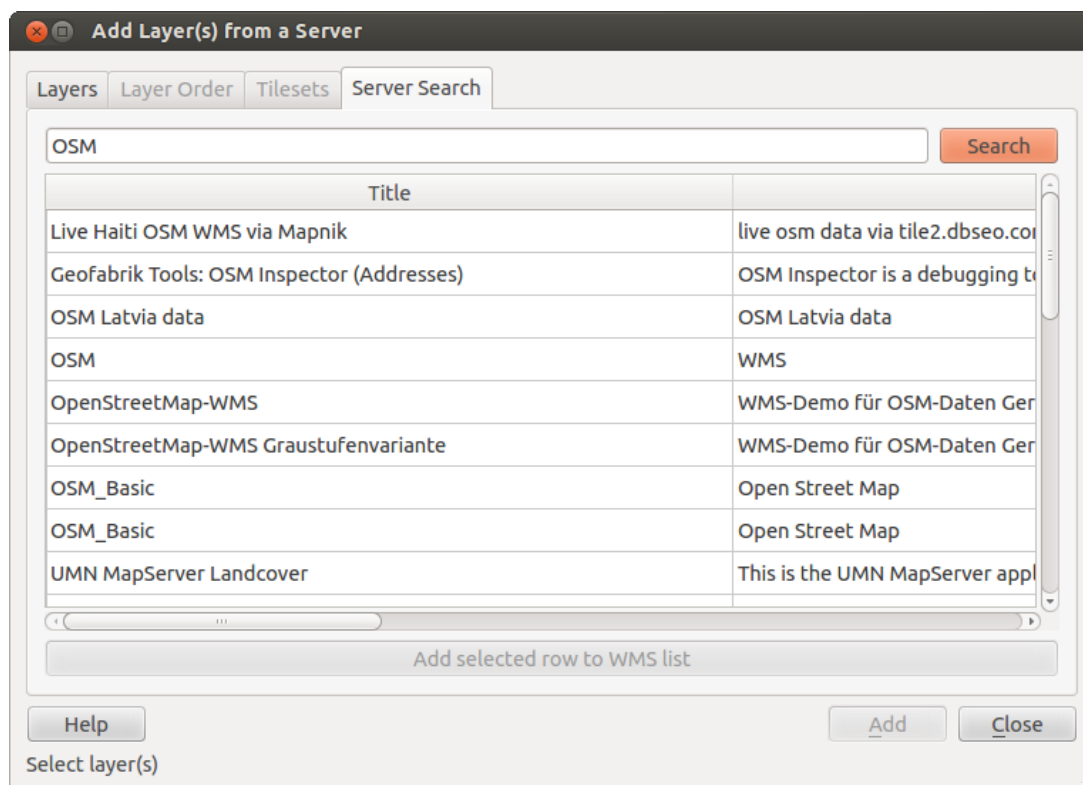 Add Layer(s) from a Server
Layers Layer Order Tilesets Server Search
OSM Search
Title
Live Haiti OSM WMS via Mapnik live osm data via tile2.dbseo.co
Geofabrik Tools: OSM Inspector (Addresses) OSM Inspector is a debugging t
OSM Latvia data OSM Latvia data
OSM WMS
OpenStreetMap-WMS WMS-Demo für OSM-Daten Ger
OpenStreetMap-WMS Graustufenvariante WMS-Demo für OSM-Daten Ger
OSM_Basic Open Street Map
OSM_Basic Open Street Map
UMN MapServer Landcover This is the UMN MapServer appl
Add selected row to WMS list
Help Add Close
Select layer(s)